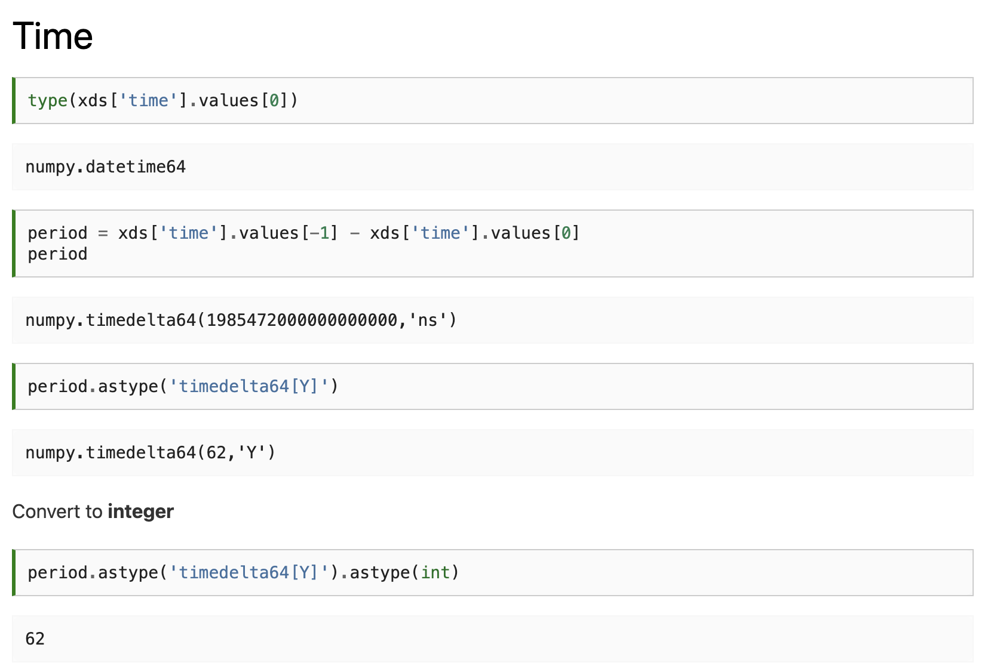 Time
type(xds['time'].values[0])
numpy.datetime64
period = xds['time'].values[-1] - xds['time'].values[0]
period
numpy.timedelta64(1985472000000000000,'ns')
period.astype('timedelta64[Y]')
numpy.timedelta64(62,'Y')
Convert to integer
period.astype('timedelta64[Y]').astype(int)
62